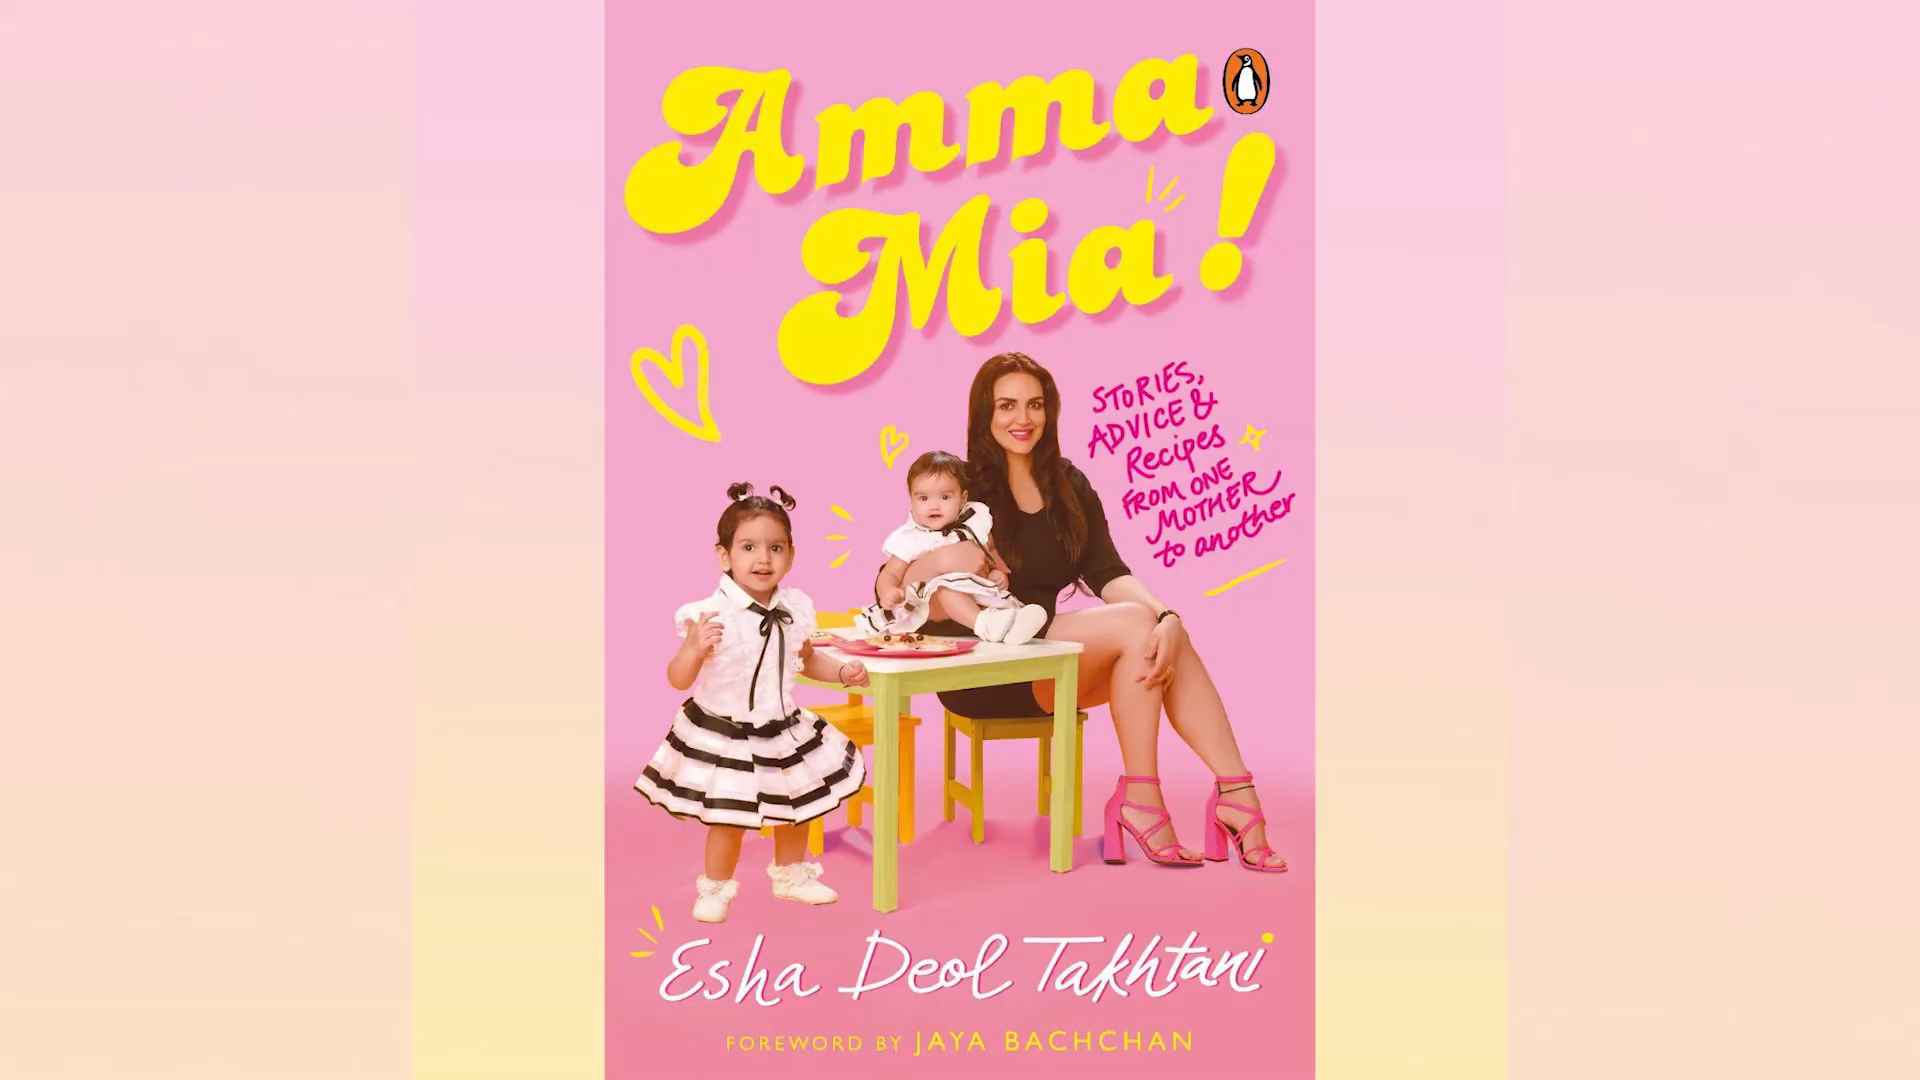 Amma
Mia!
STORIES,
ADVICE &
Recipes
FROM ONE
MOTHER
to another
Esha Deol Takhtani
FOREWORD BY JAYA BACHCHAN